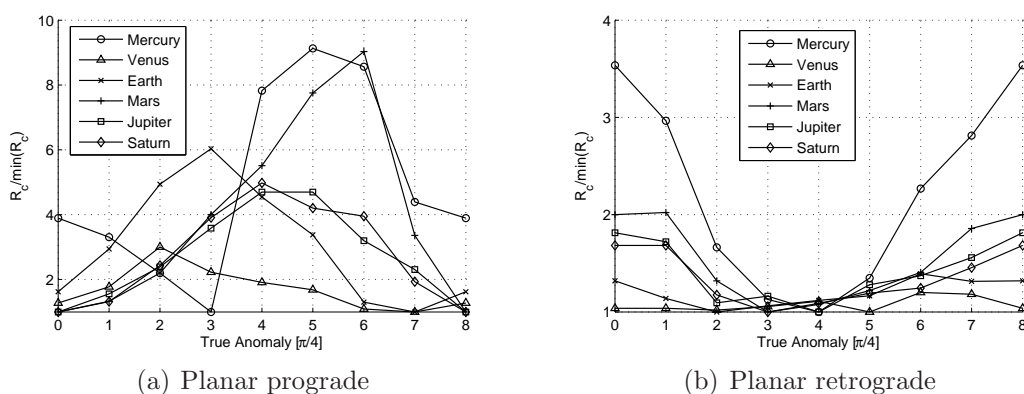 10
8
6
4
2
R_c/min(R_c)
Mercury
Venus
Earth
Mars
Jupiter
Saturn
0 1 2 3 4 5 6 7 8
True Anomaly [π/4]
(a) Planar prograde
4
3
2
1
R_c/min(R_c)
Mercury
Venus
Earth
Mars
Jupiter
Saturn
0 1 2 3 4 5 6 7 8
True Anomaly [π/4]
(b) Planar retrograde